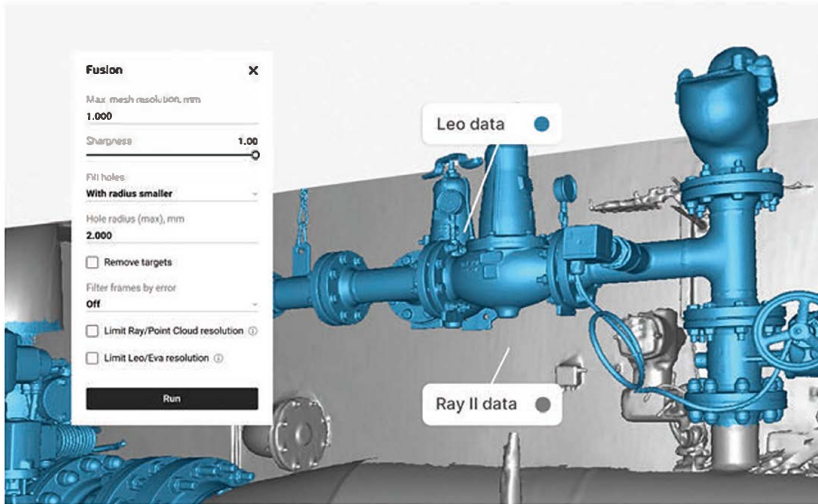 Fusion
Max. mesh resolution, mm
1.000
Sharpness 1.00
Fill holes
With radius smaller
Hole radius (max), mm
2.000
Remove targets
Filter frames by error
Off
Limit Ray/Point Cloud resolution
Limit Leo/Eva resolution
Run
Leo data
Ray II data